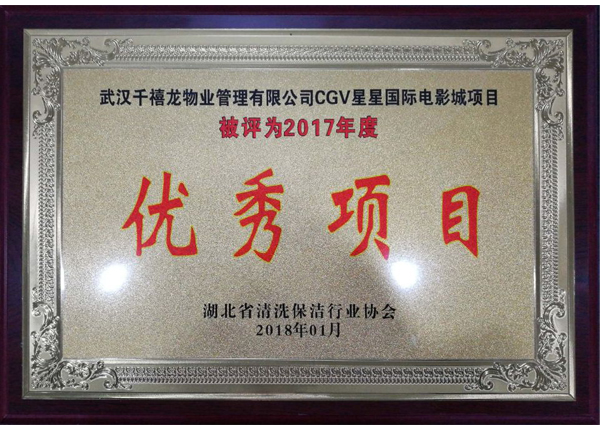 武汉千禧龙物业管理有限公司CGV星星国际电影城项目
被评为2017年度
优秀项目
湖北省清洗保洁行业协会
2018年01月